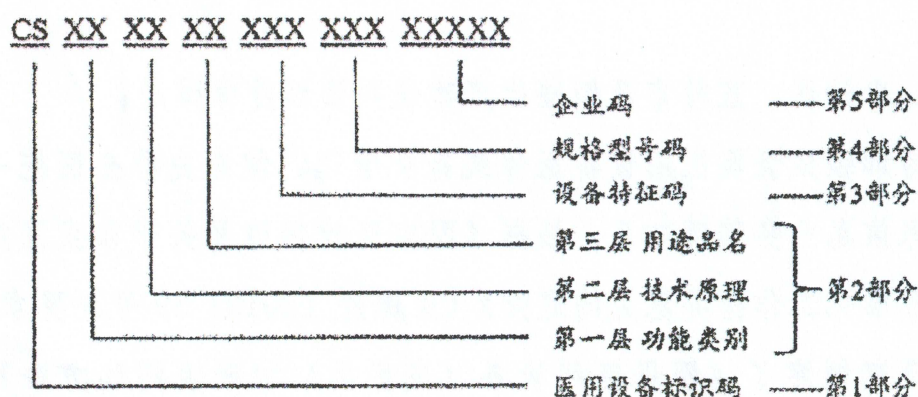 CS XX XX XX XXX XXX XXXXX
企业码 第5部分
规格型号码 第4部分
设备特征码 第3部分
第三层 用途品名
第二层 技术原理 第2部分
第一层 功能类别
医用设备标识码 第1部分